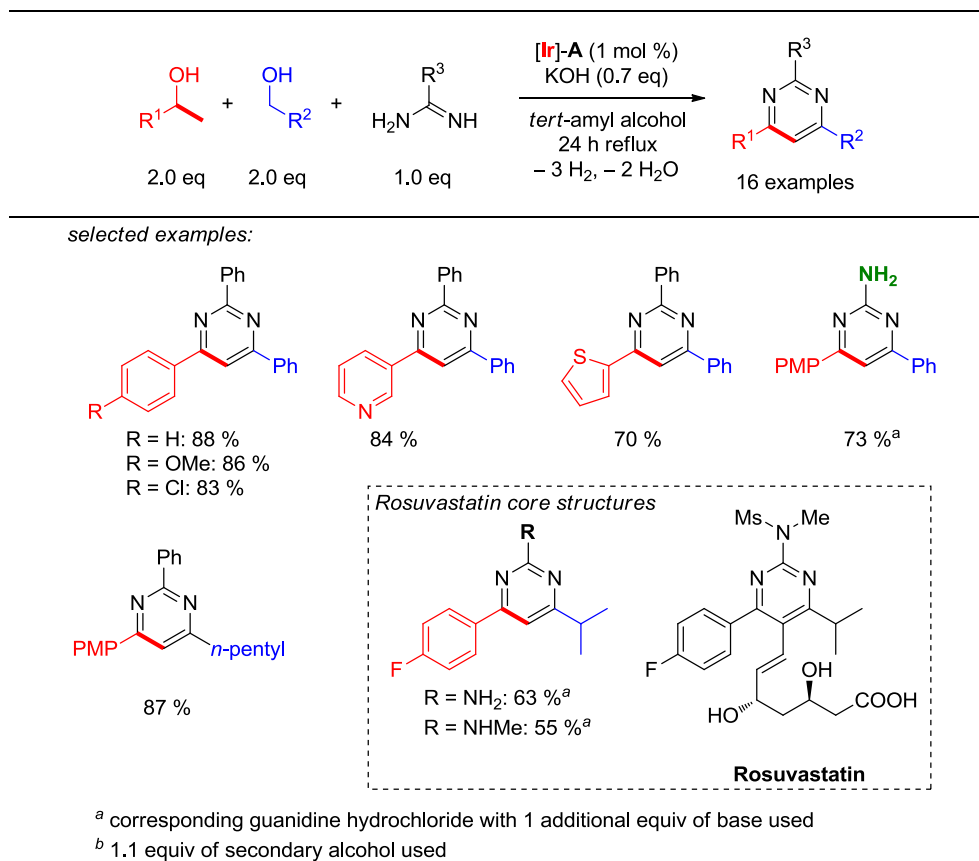 OH
R1
+
OH
R2
+
R3
H2N
NH
[Ir]-A (1 mol %)
KOH (0.7 eq)
tert-amyl alcohol
24 h reflux
– 3 H2, – 2 H2O
R3
N
N
R1
R2
2.0 eq
2.0 eq
1.0 eq
16 examples
selected examples:
Ph
N
N
Ph
R
R = H: 88 %
R = OMe: 86 %
R = Cl: 83 %
Ph
N
N
Ph
N
84 %
Ph
N
N
S
Ph
70 %
NH2
N
N
PMP
Ph
73 %a
Ph
N
N
PMP
n-pentyl
87 %
Rosuvastatin core structures
R
N
N
F
R = NH2: 63 %a
R = NHMe: 55 %a
Ms
Me
N
N
N
F
OH
HO
COOH
Rosuvastatin
a corresponding guanidine hydrochloride with 1 additional equiv of base used
b 1.1 equiv of secondary alcohol used